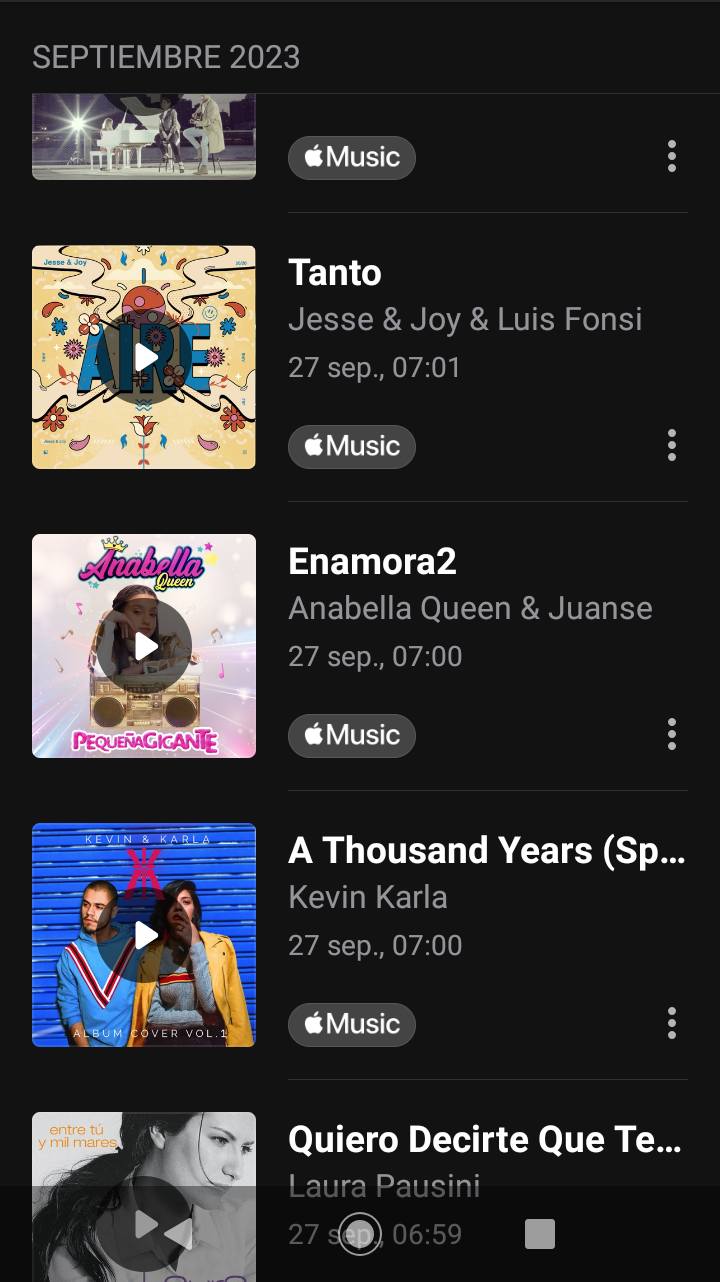 SEPTIEMBRE 2023
Music
Jesse & Joy
AIRE
Tanto
Jesse & Joy & Luis Fonsi
27 sep., 07:01
Music
Anabella
Queen
PEQUEÑAGIGANTE
Enamora2
Anabella Queen & Juanse
27 sep., 07:00
Music
KEVIN & KARLA
ALBUM COVER VOL.1
A Thousand Years (Sp...
Kevin Karla
27 sep., 07:00
Music
entre tú
y mil mares
Quiero Decirte Que Te...
Laura Pausini
27 sep., 06:59